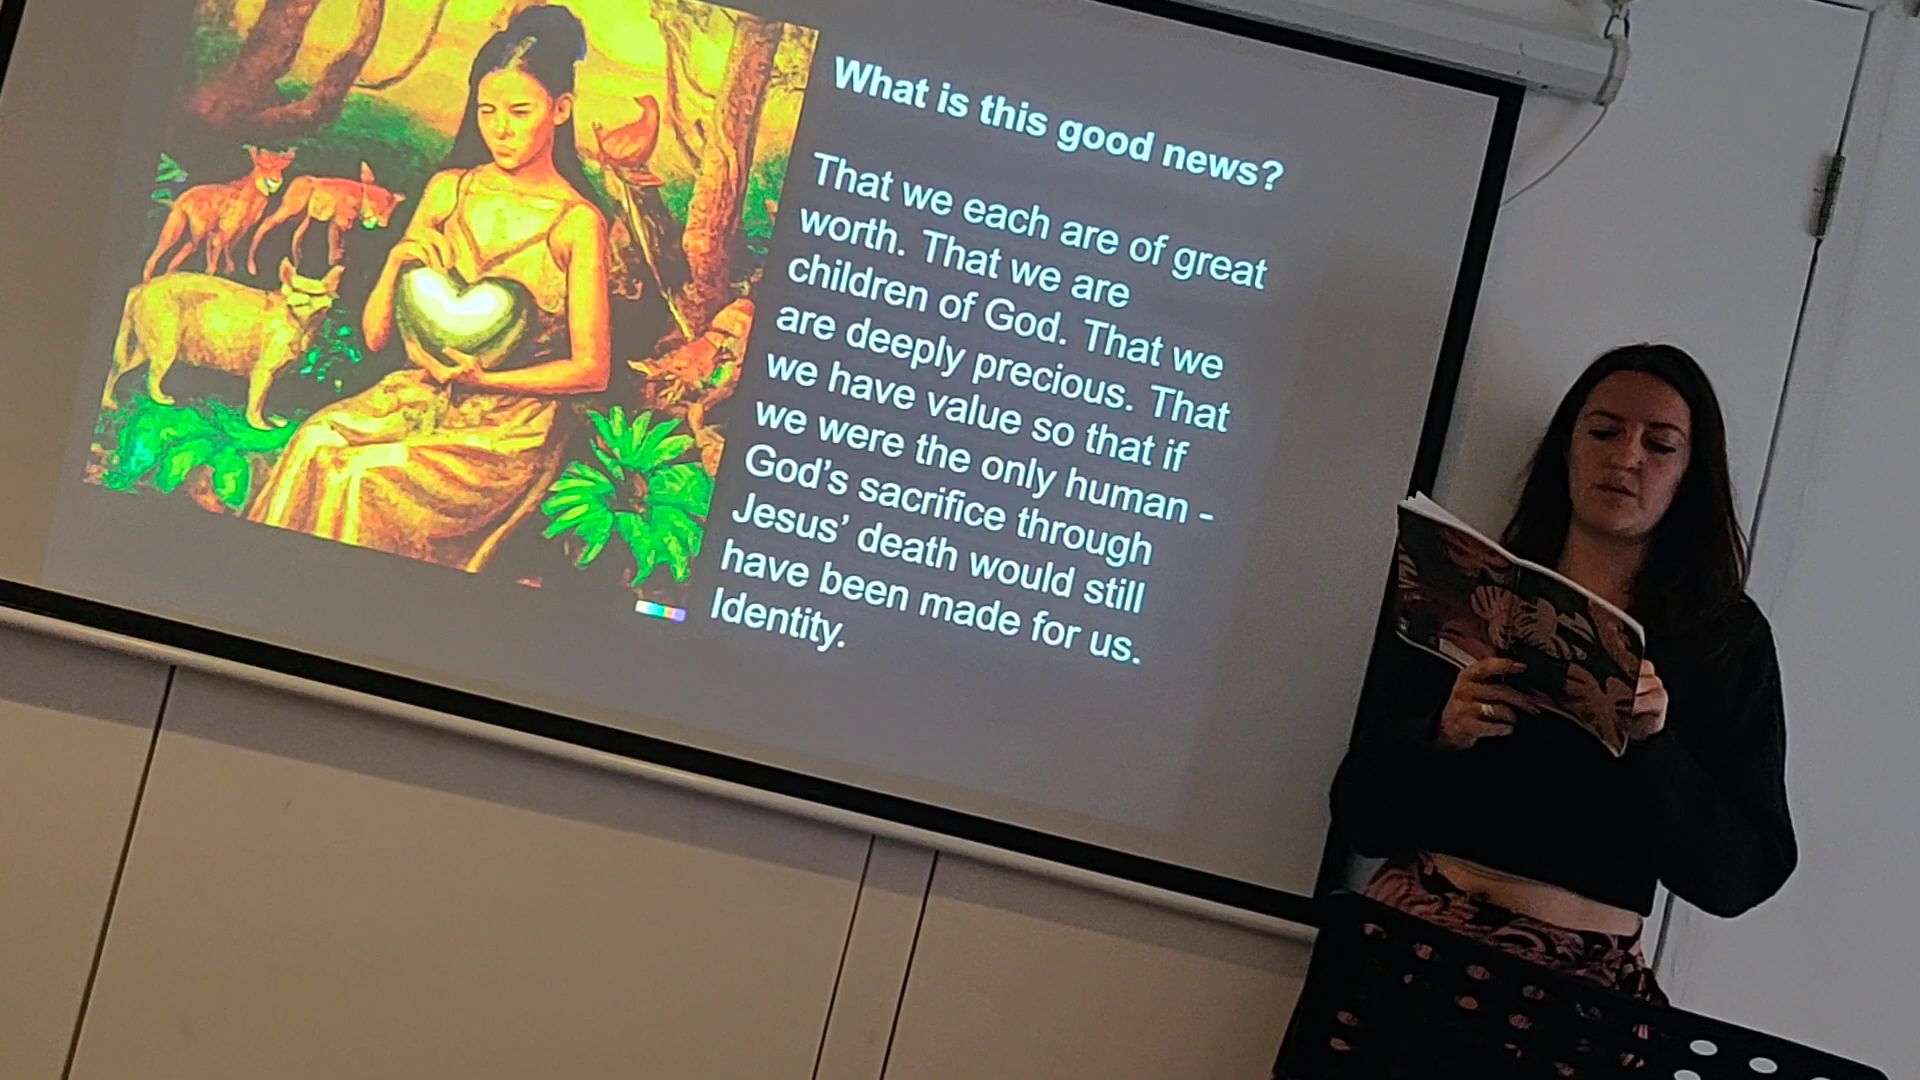 What is this good news?
That we each are of great
worth. That we are
children of God. That we
are deeply precious. That
we have value so that if
we were the only human -
God's sacrifice through
Jesus' death would still
have been made for us.
Identity.